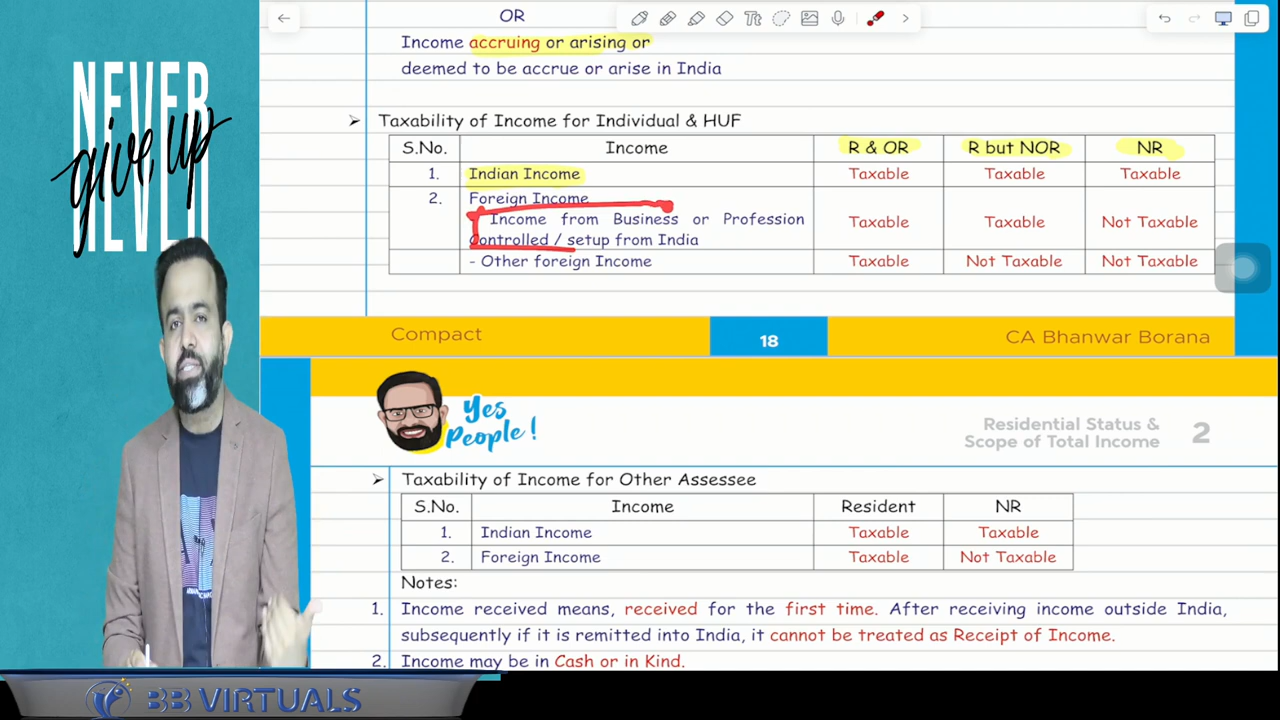 NEVER
give up
NEVER
OR
Income accruing or arising or
deemed to be accrue or arise in India
➢ Taxability of Income for Individual & HUF
S.No. Income R & OR R but NOR NR
1. Indian Income Taxable Taxable Taxable
2. Foreign Income
- Income from Business or Profession Controlled / setup from India Taxable Taxable Not Taxable
- Other foreign Income Taxable Not Taxable Not Taxable
Compact 18 CA Bhanwar Borana
Yes
People!
Residential Status &
Scope of Total Income 2
➢ Taxability of Income for Other Assessee
S.No. Income Resident NR
1. Indian Income Taxable Taxable
2. Foreign Income Taxable Not Taxable
Notes:
1. Income received means, received for the first time. After receiving income outside India,
subsequently if it is remitted into India, it cannot be treated as Receipt of Income.
2. Income may be in Cash or in Kind.
BB VIRTUALS